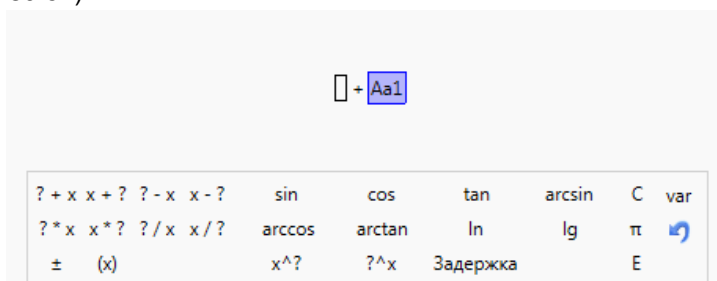 ▯ + Aa1
? + x x + ? ? - x x - ? sin cos tan arcsin C var
? * x x * ? ? / x x / ? arccos arctan ln lg π
± (x) x^? ?^x Задержка E